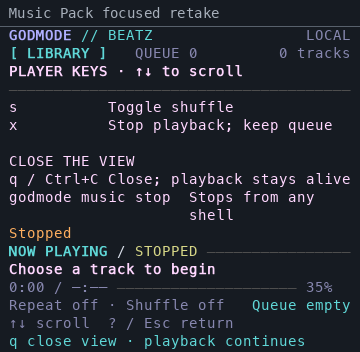 Music Pack focused retake
GODMODE // BEATZ LOCAL
[ LIBRARY ] QUEUE 0 0 tracks
PLAYER KEYS · ↑↓ to scroll
s Toggle shuffle
x Stop playback; keep queue
CLOSE THE VIEW
q / Ctrl+C Close; playback stays alive
godmode music stop Stops from any
shell
Stopped
NOW PLAYING / STOPPED
Choose a track to begin
0:00 / —:—— 35%
Repeat off · Shuffle off Queue empty
↑↓ scroll ? / Esc return
q close view · playback continues